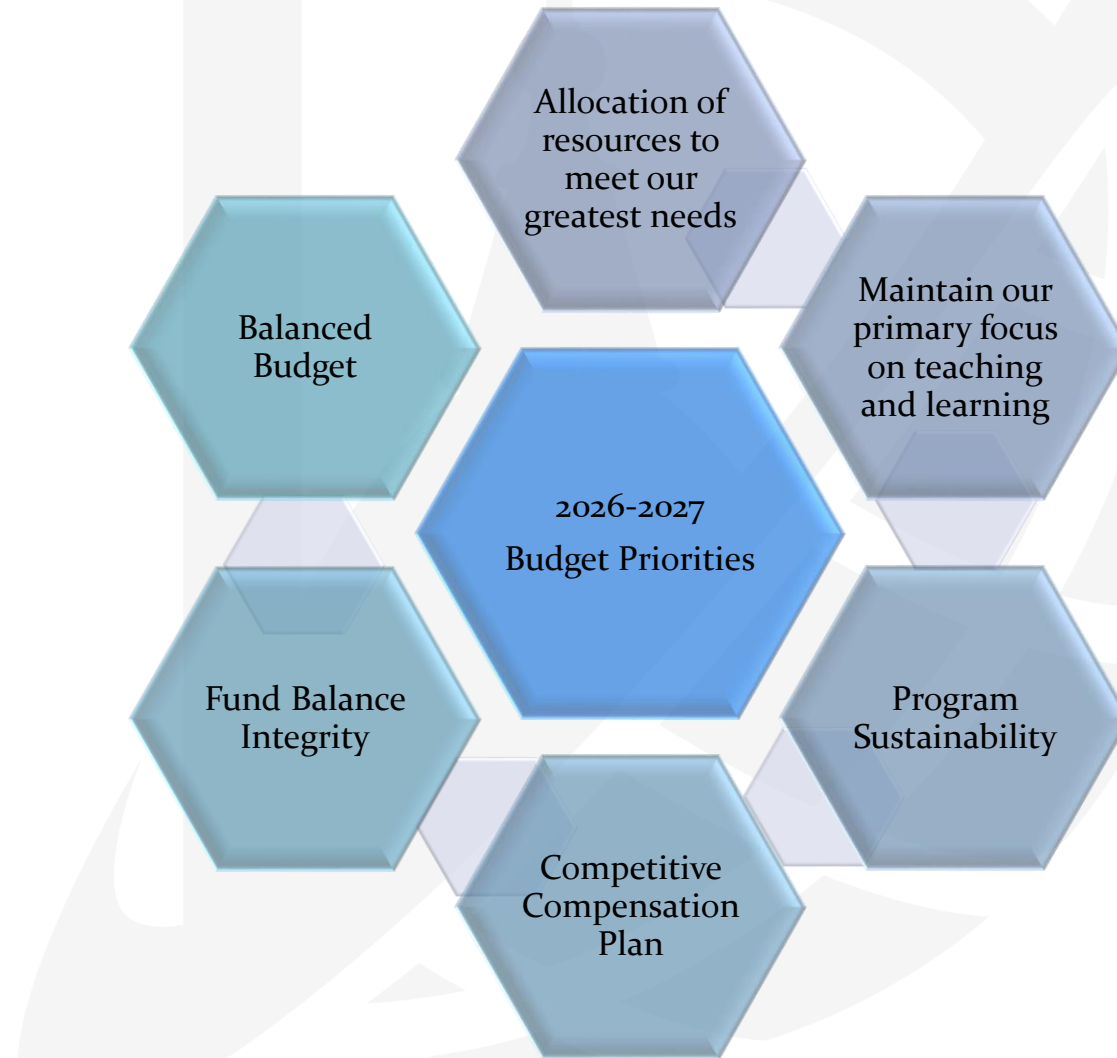 Allocation of
resources to
meet our
greatest needs
Maintain our
primary focus
on teaching
and learning
Program
Sustainability
Competitive
Compensation
Plan
Fund Balance
Integrity
Balanced
Budget
2026-2027
Budget Priorities